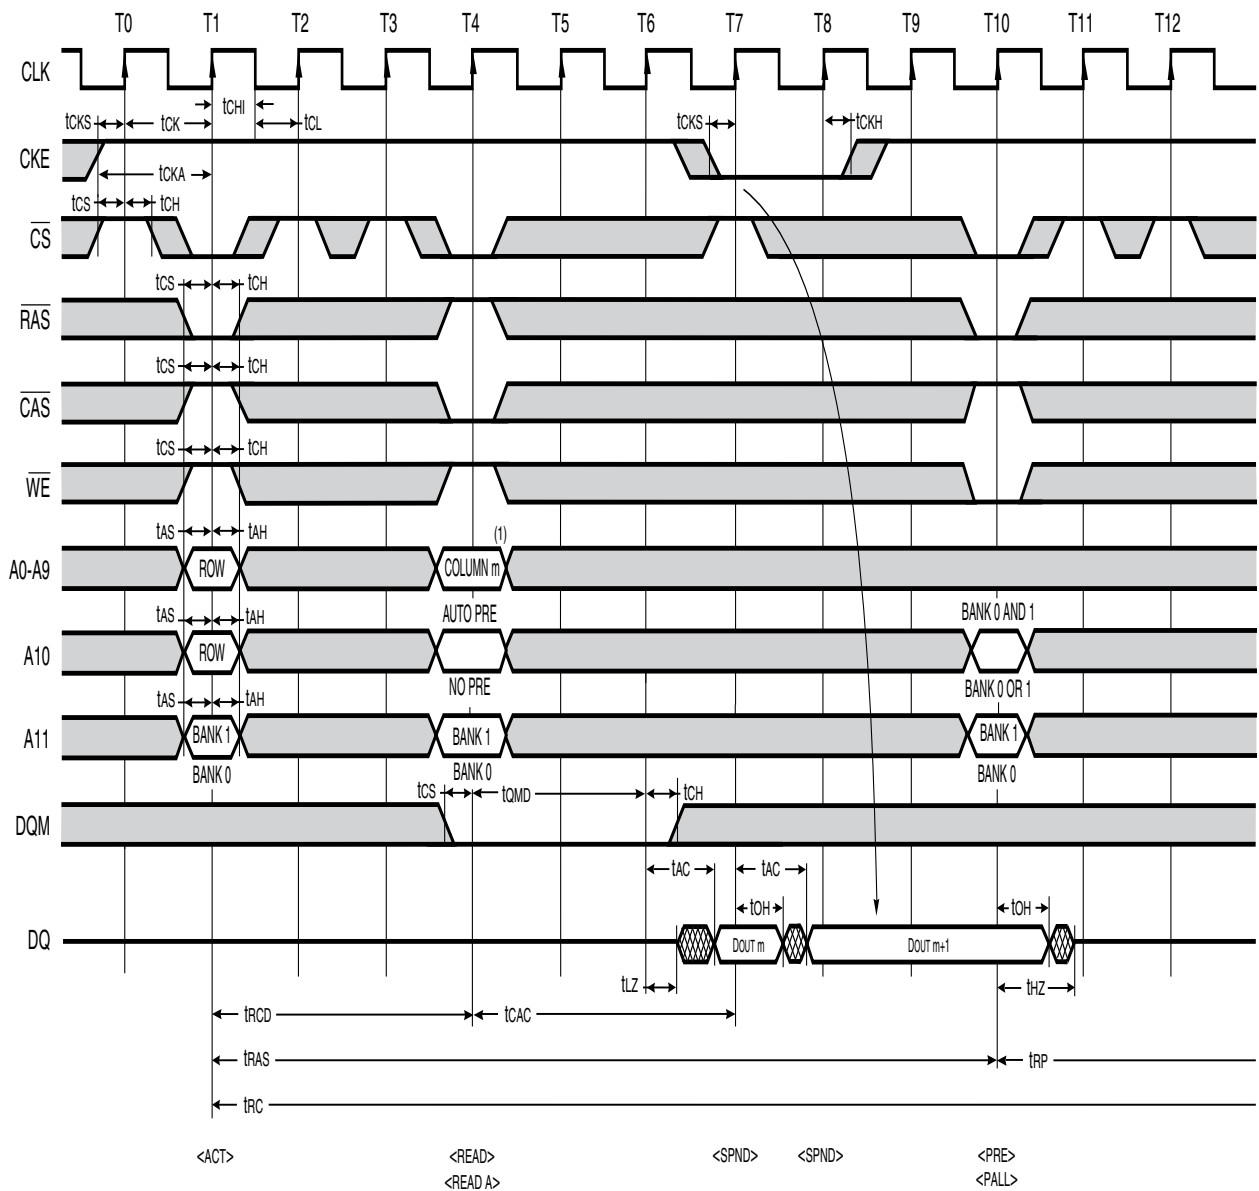 T0 T1 T2 T3 T4 T5 T6 T7 T8 T9 T10 T11 T12
CLK
tCHI
tCKS tCK tCL tCKS tCKH
CKE
tCKA
tCS tCH
CS
tCS tCH
RAS
tCS tCH
CAS
tCS tCH
WE
tAS tAH (1)
A0-A9 ROW COLUMN m
tAS tAH AUTO PRE BANK 0 AND 1
A10 ROW
NO PRE BANK 0 OR 1
tAS tAH
A11 BANK 1 BANK 1 BANK 1
BANK 0 BANK 0 BANK 0
tCS tQMD tCH
DQM
tAC tAC
tOH tOH
DQ DOUT m DOUT m+1
tLZ tHZ
tRCD tCAC
tRAS tRP
tRC
<ACT> <READ> <SPND> <SPND> <PRE>
<READ A> <PALL>